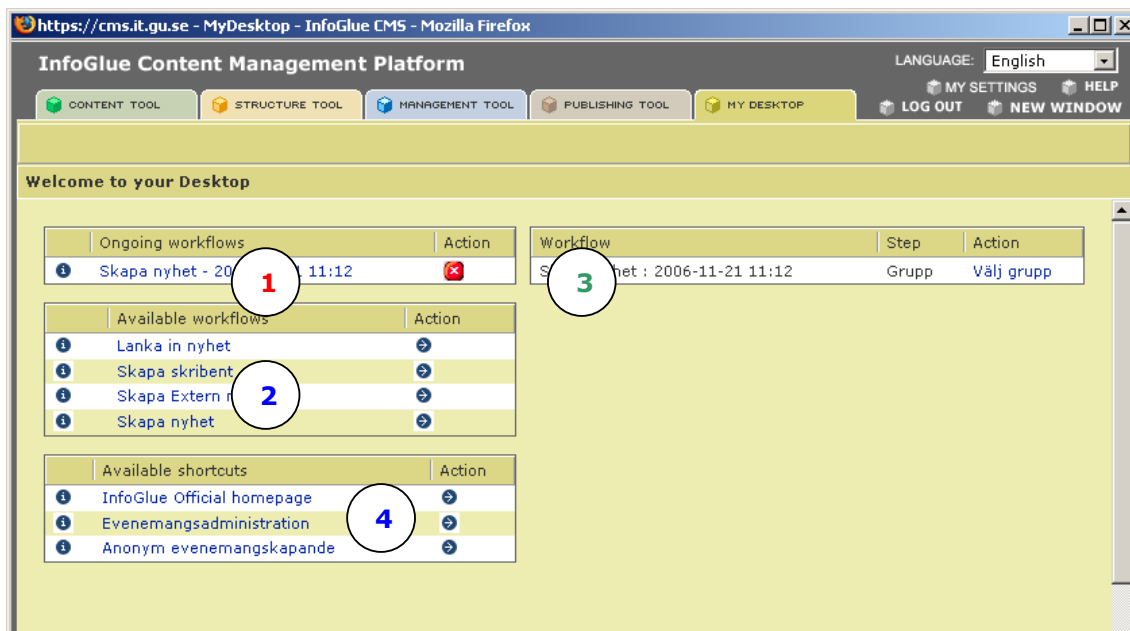 https://cms.it.gu.se - MyDesktop - InfoGlue CMS - Mozilla Firefox
InfoGlue Content Management Platform
LANGUAGE: English
MY SETTINGS HELP
LOG OUT NEW WINDOW
CONTENT TOOL STRUCTURE TOOL MANAGEMENT TOOL PUBLISHING TOOL MY DESKTOP
Welcome to your Desktop
Ongoing workflows Action
Skapa nyhet - 20 1 11:12
1
Workflow Step Action
: 2006-11-21 11:12 Grupp Välj grupp
3
Available workflows Action
Lanka in nyhet
Skapa skribent
Skapa Extern
Skapa nyhet
2
Available shortcuts Action
InfoGlue Official homepage
Evenemangsadministration
Anonym evenemangskapande
4